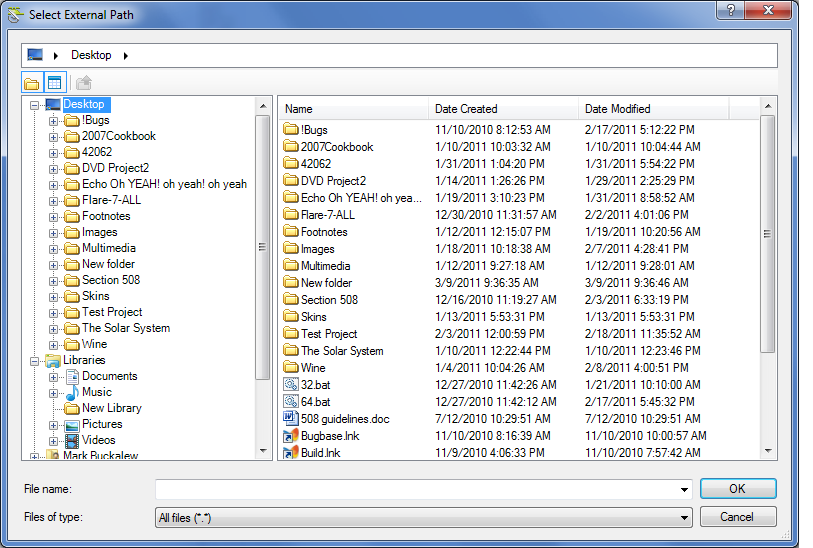 Select External Path
Desktop
Desktop
!Bugs
2007Cookbook
42062
DVD Project2
Echo Oh YEAH! oh yeah! oh yeah
Flare-7-ALL
Footnotes
Images
Multimedia
New folder
Section 508
Skins
Test Project
The Solar System
Wine
Libraries
Documents
Music
New Library
Pictures
Videos
Mark Buckalew
Name Date Created Date Modified
!Bugs 11/10/2010 8:12:53 AM 2/17/2011 5:12:22 PM
2007Cookbook 1/10/2011 10:03:32 AM 1/10/2011 10:04:44 AM
42062 1/31/2011 1:04:20 PM 1/31/2011 5:54:22 PM
DVD Project2 1/14/2011 1:26:26 PM 1/29/2011 2:25:29 PM
Echo Oh YEAH! oh yea... 1/19/2011 3:10:23 PM 1/31/2011 8:58:52 AM
Flare-7-ALL 12/30/2010 11:31:57 AM 2/2/2011 4:01:06 PM
Footnotes 1/12/2011 12:15:07 PM 1/19/2011 10:20:56 AM
Images 1/18/2011 10:18:38 AM 2/7/2011 4:28:41 PM
Multimedia 1/12/2011 9:27:18 AM 1/12/2011 9:28:01 AM
New folder 3/9/2011 9:36:35 AM 3/9/2011 9:36:46 AM
Section 508 12/16/2010 11:19:27 AM 2/3/2011 6:33:19 PM
Skins 1/13/2011 5:53:31 PM 1/13/2011 5:53:31 PM
Test Project 2/3/2011 12:00:59 PM 2/18/2011 11:35:52 AM
The Solar System 1/10/2011 12:22:44 PM 1/10/2011 12:23:46 PM
Wine 1/4/2011 10:04:26 AM 2/8/2011 4:00:51 PM
32.bat 12/27/2010 11:42:26 AM 1/21/2011 10:10:00 AM
64.bat 12/27/2010 11:42:12 AM 2/17/2011 5:45:32 PM
508 guidelines.doc 7/12/2010 10:29:51 AM 7/12/2010 10:29:51 AM
Bugbase.lnk 11/10/2010 8:16:39 AM 11/10/2010 10:00:57 AM
Build.lnk 11/9/2010 4:06:33 PM 11/10/2010 7:57:42 AM
File name:
OK
Files of type: All files (*.*)
Cancel